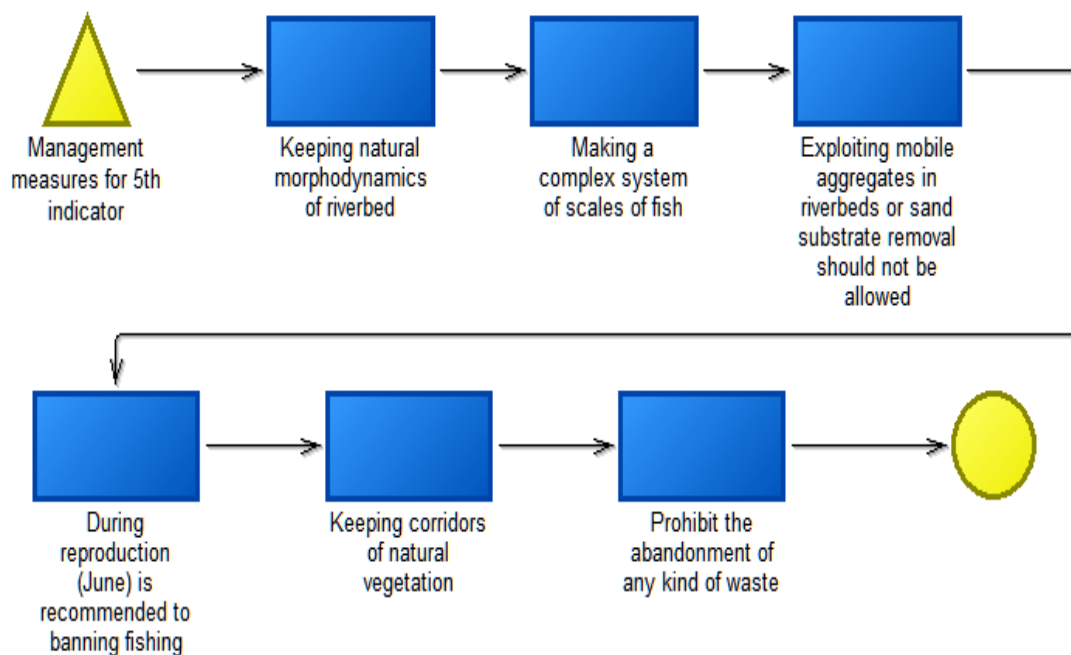 Management
measures for 5th
indicator
Keeping natural
morphodynamics
of riverbed
Making a
complex system
of scales of fish
Exploiting mobile
aggregates in
riverbeds or sand
substrate removal
should not be
allowed
During
reproduction
(June) is
recommended to
banning fishing
Keeping corridors
of natural
vegetation
Prohibit the
abandonment of
any kind of waste